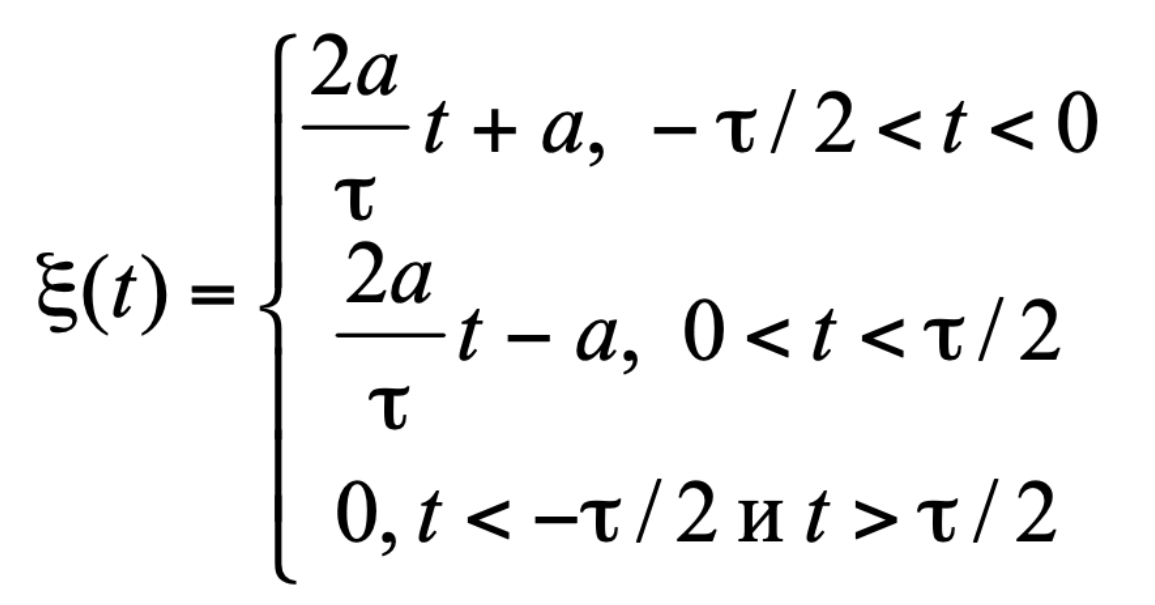 2a/τ t + a, −τ/2 < t < 0
ξ(t) = { 2a/τ t − a, 0 < t < τ/2
0, t < −τ/2 и t > τ/2